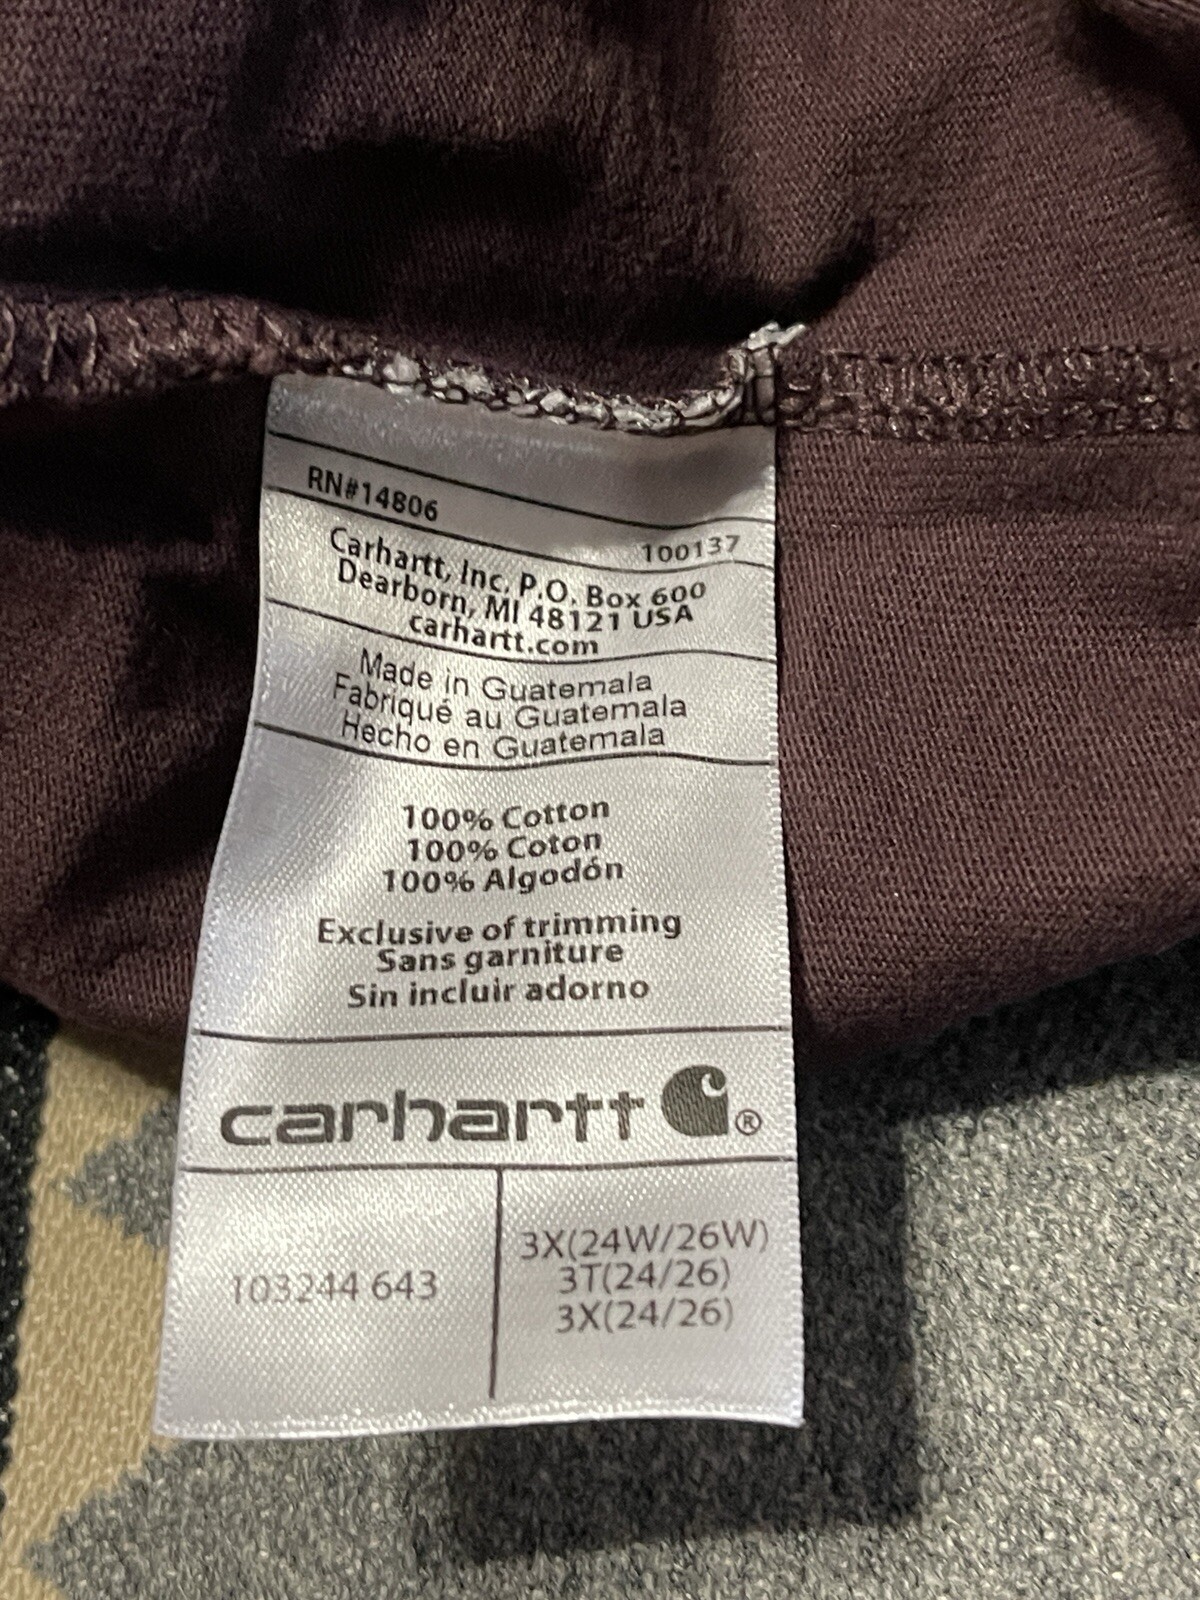 RN#14806
100137
Carhartt, Inc. P.O. Box 600
Dearborn, MI 48121 USA
carhartt.com
Made in Guatemala
Fabriqué au Guatemala
Hecho en Guatemala
100% Cotton
100% Coton
100% Algodón
Exclusive of trimming
Sans garniture
Sin incluir adorno
carhartt ®
103244 643
3X(24W/26W)
3T(24/26)
3X(24/26)